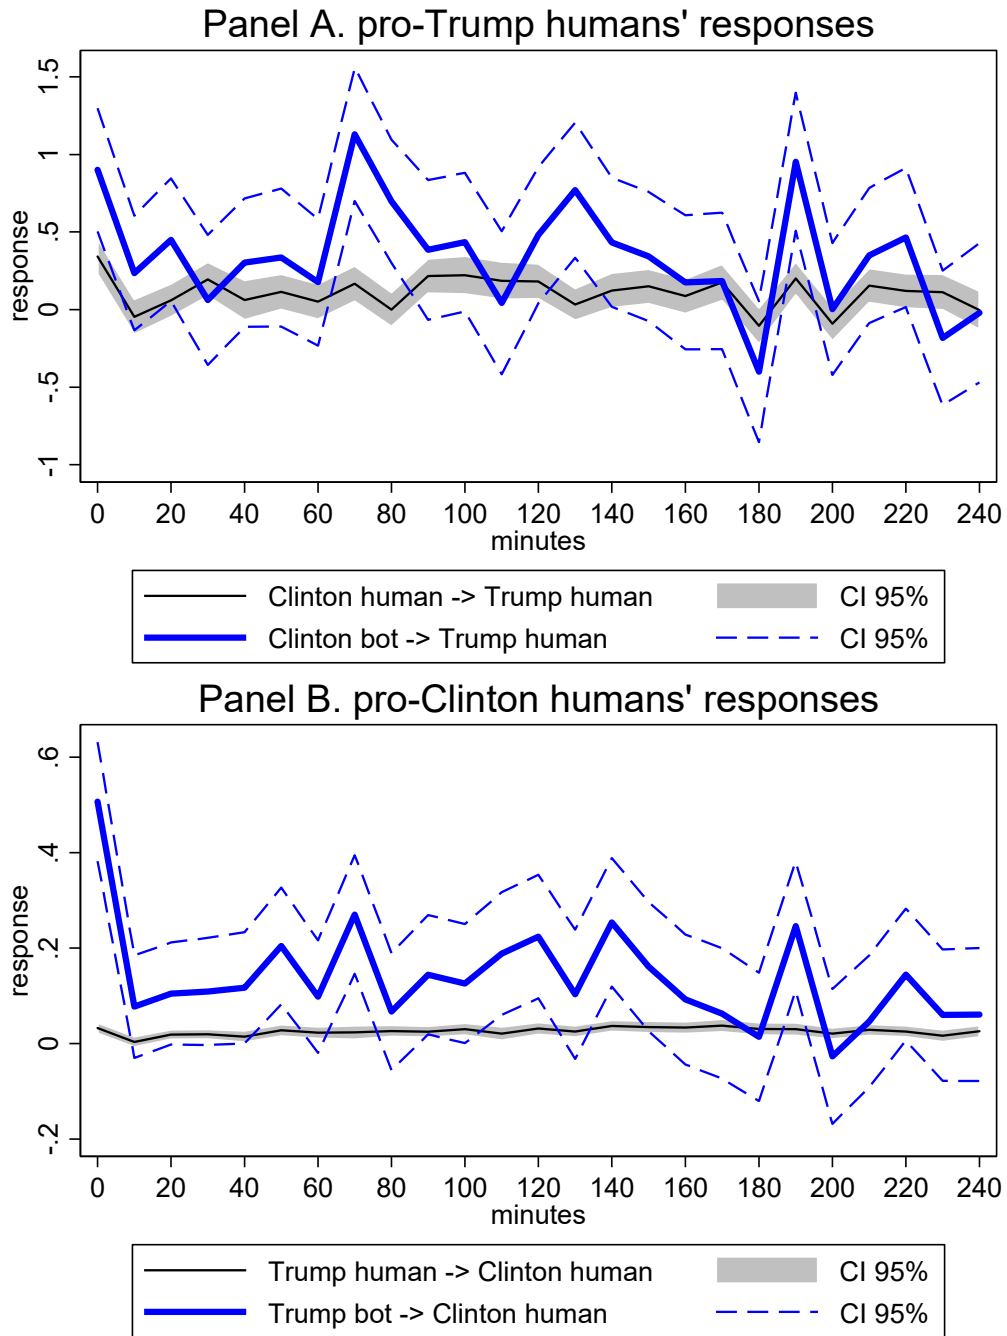 Panel A. pro-Trump humans' responses
response
1.5
1
.5
0
-.5
-1
0 20 40 60 80 100 120 140 160 180 200 220 240
minutes
Clinton human -> Trump human CI 95%
Clinton bot -> Trump human CI 95%
Panel B. pro-Clinton humans' responses
response
.6
.4
.2
0
-.2
0 20 40 60 80 100 120 140 160 180 200 220 240
minutes
Trump human -> Clinton human CI 95%
Trump bot -> Clinton human CI 95%